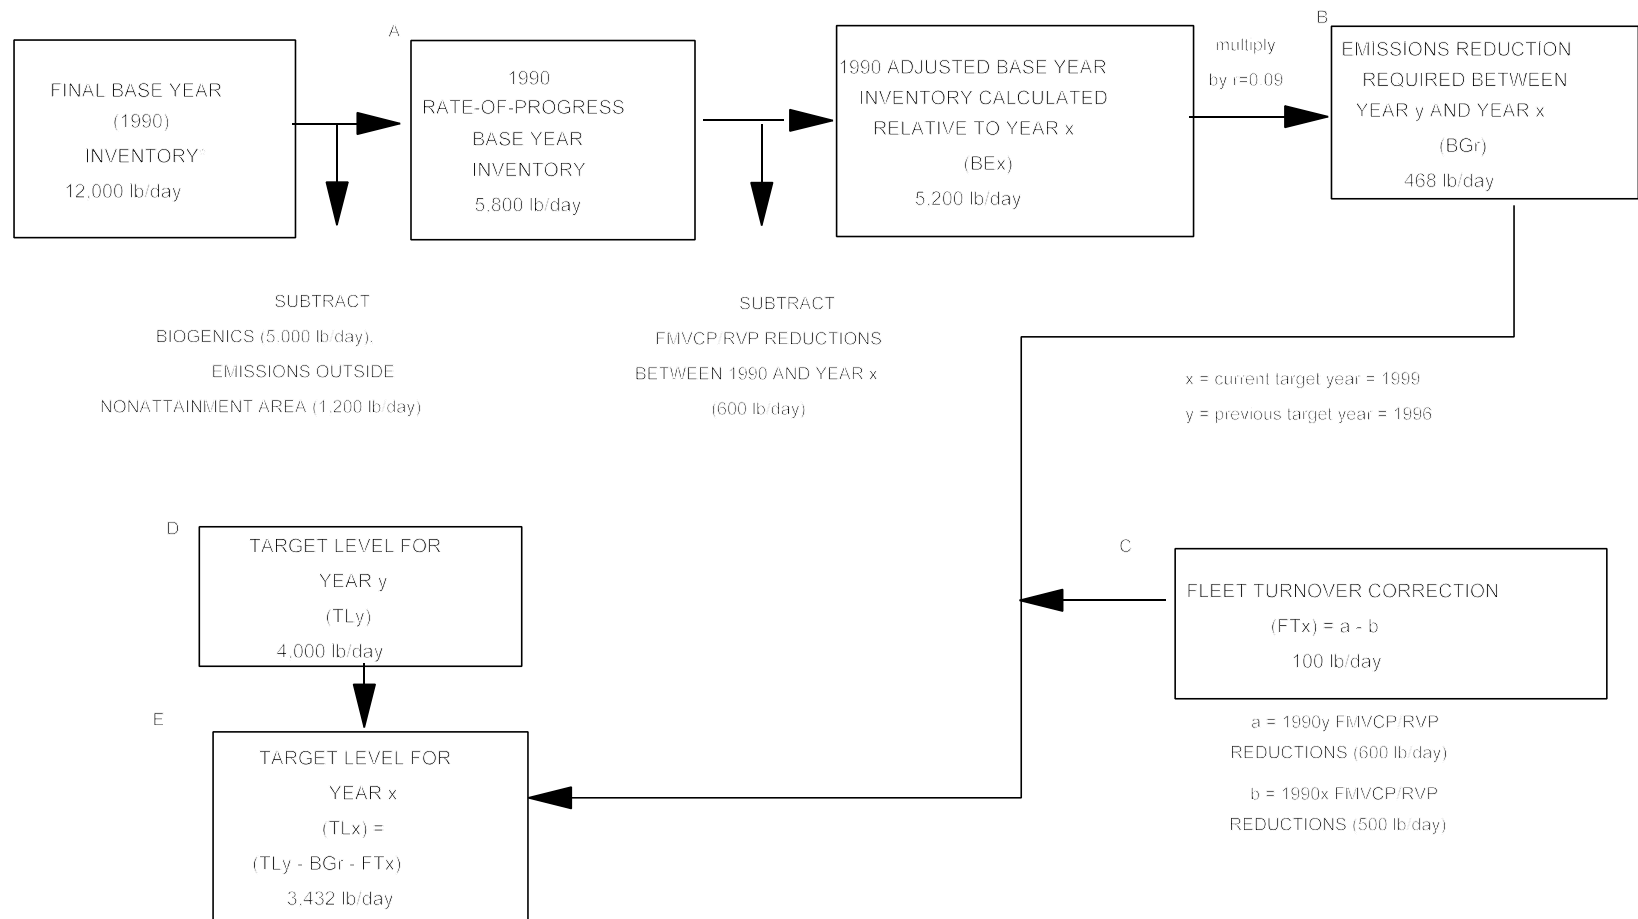 A
B
FINAL BASE YEAR
(1990)
INVENTORY
12,000 lb/day
1990
RATE-OF-PROGRESS
BASE YEAR
INVENTORY
5,800 lb/day
1990 ADJUSTED BASE YEAR
INVENTORY CALCULATED
RELATIVE TO YEAR x
(BEx)
5,200 lb/day
multiply
by r=0.09
EMISSIONS REDUCTION
REQUIRED BETWEEN
YEAR y AND YEAR x
(BGr)
468 lb/day
SUBTRACT
BIOGENICS (5,000 lb/day),
EMISSIONS OUTSIDE
NONATTAINMENT AREA (1,200 lb/day)
SUBTRACT
FMVCP/RVP REDUCTIONS
BETWEEN 1990 AND YEAR x
(600 lb/day)
x = current target year = 1999
y = previous target year = 1996
D
TARGET LEVEL FOR
YEAR y
(TLy)
4,000 lb/day
C
FLEET TURNOVER CORRECTION
(FTx) = a - b
100 lb/day
a = 1990y FMVCP/RVP
REDUCTIONS (600 lb/day)
b = 1990x FMVCP/RVP
REDUCTIONS (500 lb/day)
E
TARGET LEVEL FOR
YEAR x
(TLx) =
(TLy - BGr - FTx)
3,432 lb/day